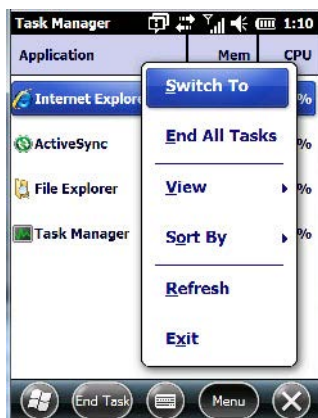 Task Manager 1:10
Application Mem CPU
Internet Explore %
ActiveSync %
File Explorer %
Task Manager %
Switch To
End All Tasks
View
Sort By
Refresh
Exit
End Task Menu